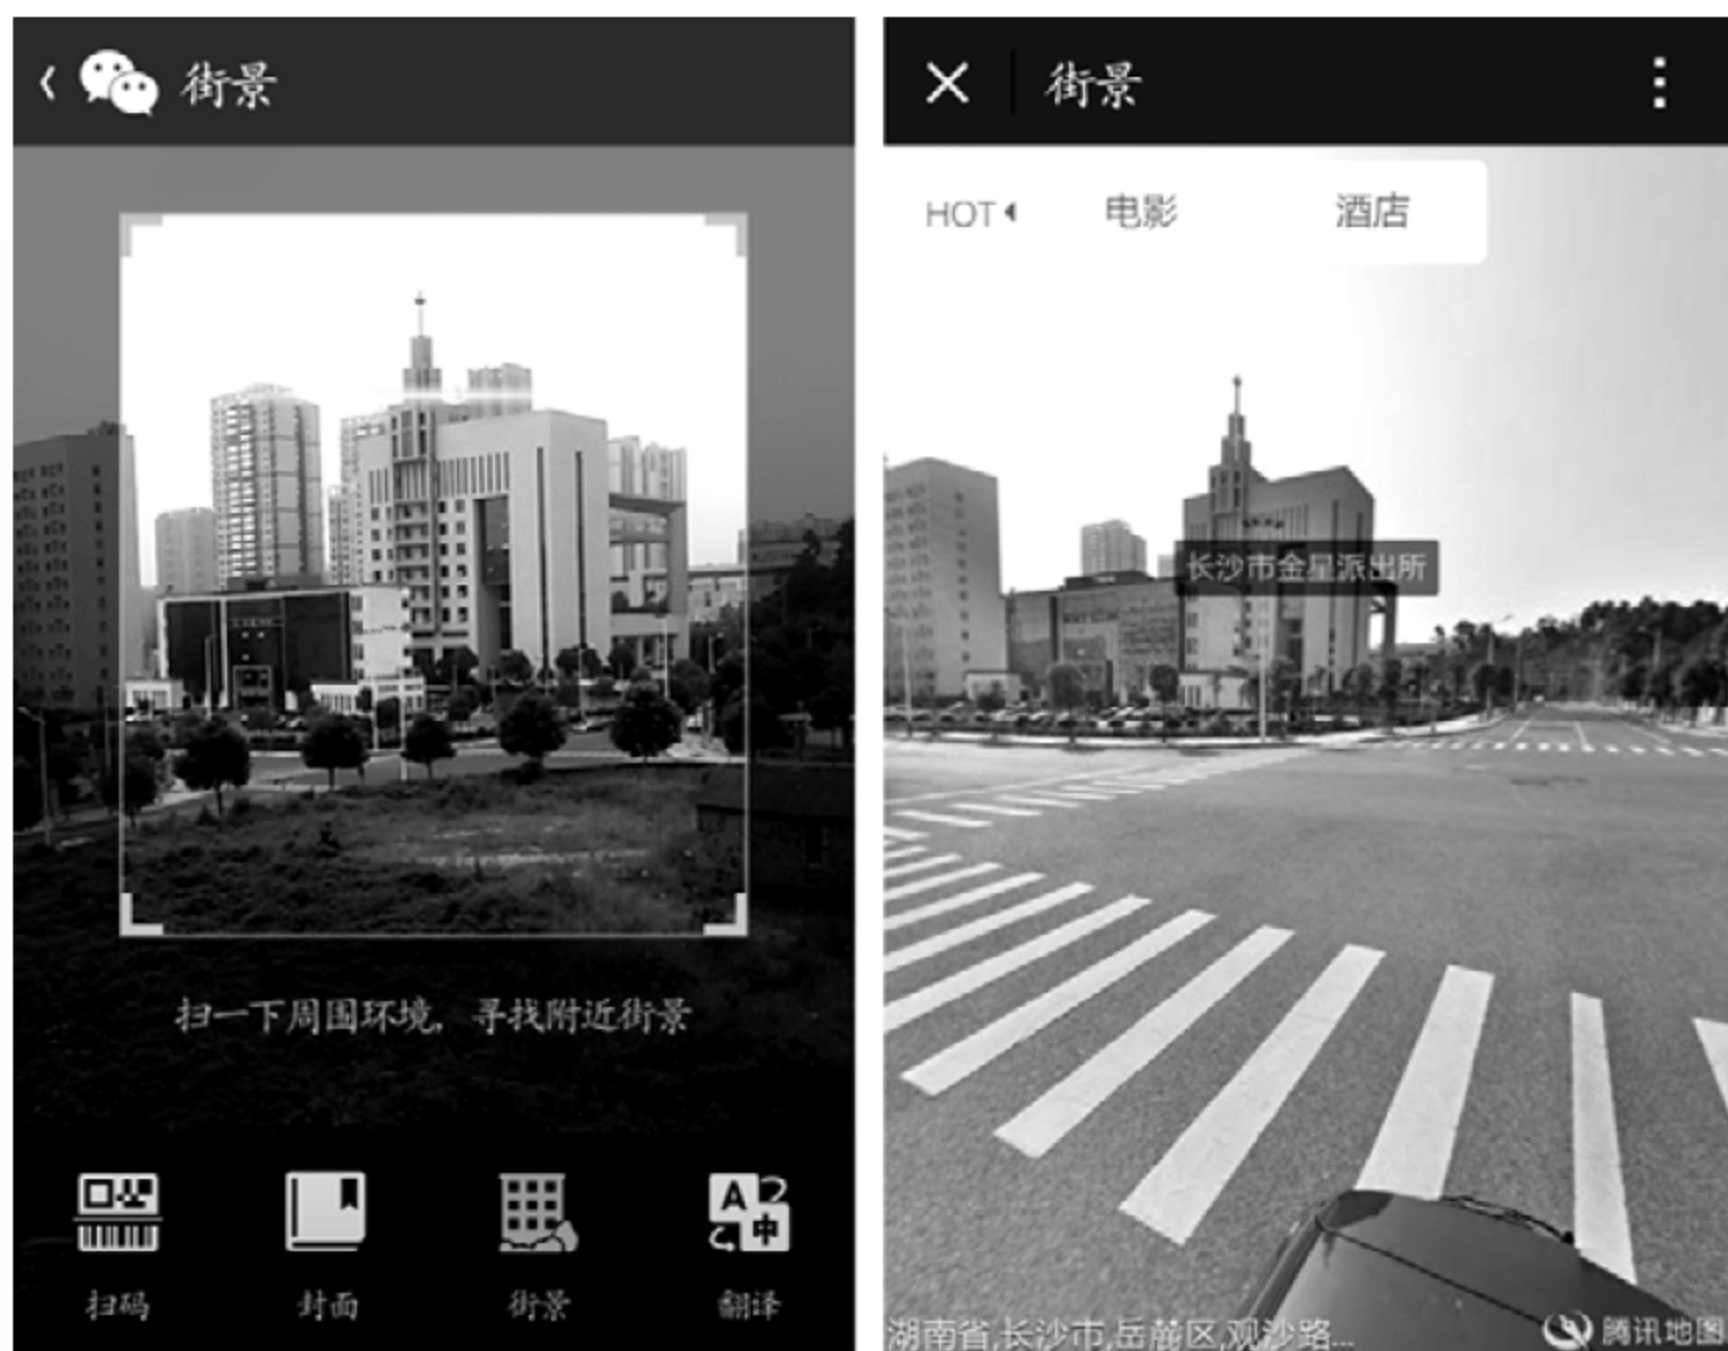 街景
扫一下周围环境，寻找附近街景
扫码
封面
街景
A
中
翻译
街景
HOT 电影 酒店
长沙市金星派出所
湖南省,长沙市,岳麓区,观沙路...
腾讯地图